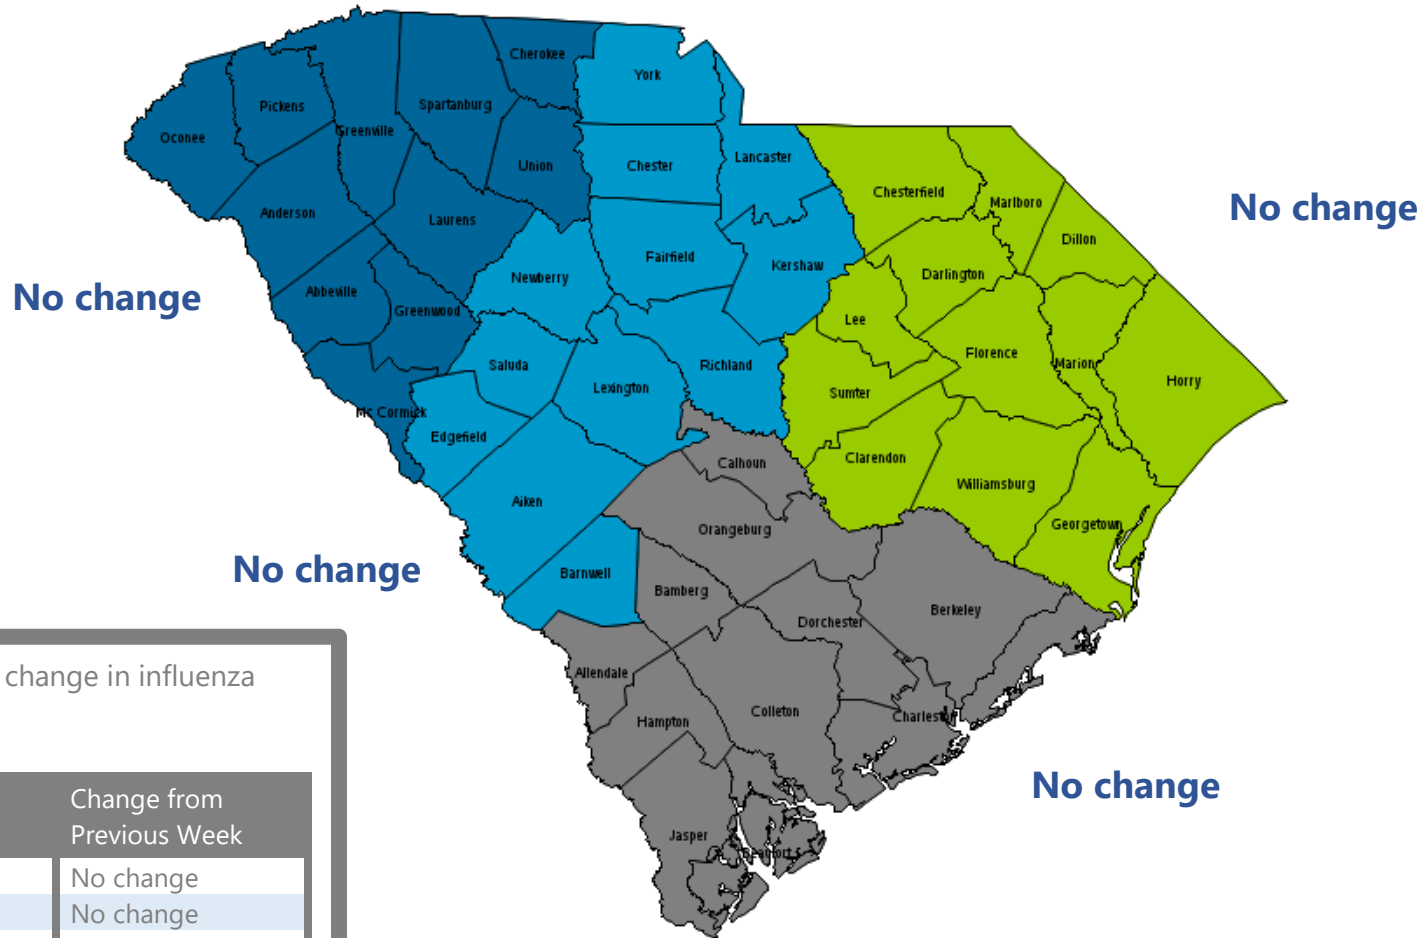 Cherokee
York
Pickens
Spartanburg
Greenville
Oconee
Union
Chester
Lancaster
Chesterfield
Marlboro
No change
Anderson
Laurens
Dillon
Fairfield
Kershaw
Newberry
Darlington
No change
Abbeville
Greenwood
Lee
Florence
Saluda
Richland
Marion
Horry
Lexington
Sumter
Mc Cormick
Edgefield
Calhoun
Clarendon
Williamsburg
Aiken
Orangeburg
Georgetown
No change
Barnwell
Bamberg
Berkeley
Dorchester
Allendale
change in influenza
Hampton
Colleton
Charleston
No change
Change from
Previous Week
Jasper
Beaufort
No change
No change